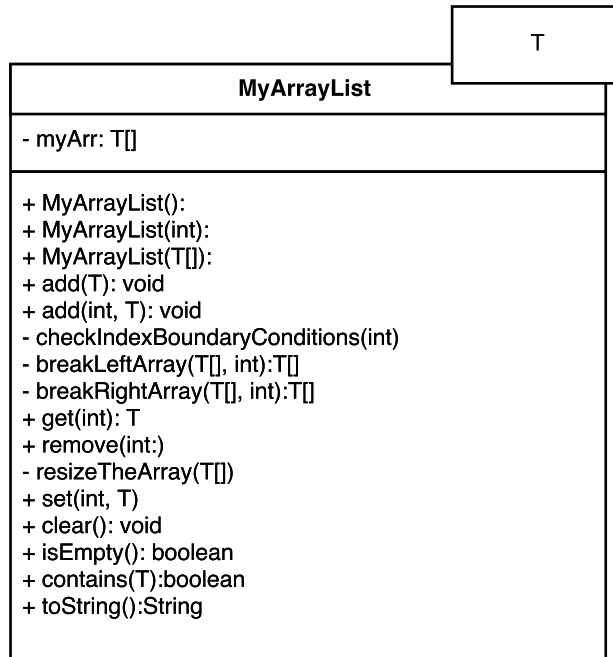 T
MyArrayList
- myArr: T[]
+ MyArrayList():
+ MyArrayList(int):
+ MyArrayList(T[]):
+ add(T): void
+ add(int, T): void
- checkIndexBoundaryConditions(int)
- breakLeftArray(T[], int):T[]
- breakRightArray(T[], int):T[]
+ get(int): T
+ remove(int:)
- resizeTheArray(T[])
+ set(int, T)
+ clear(): void
+ isEmpty(): boolean
+ contains(T):boolean
+ toString():String